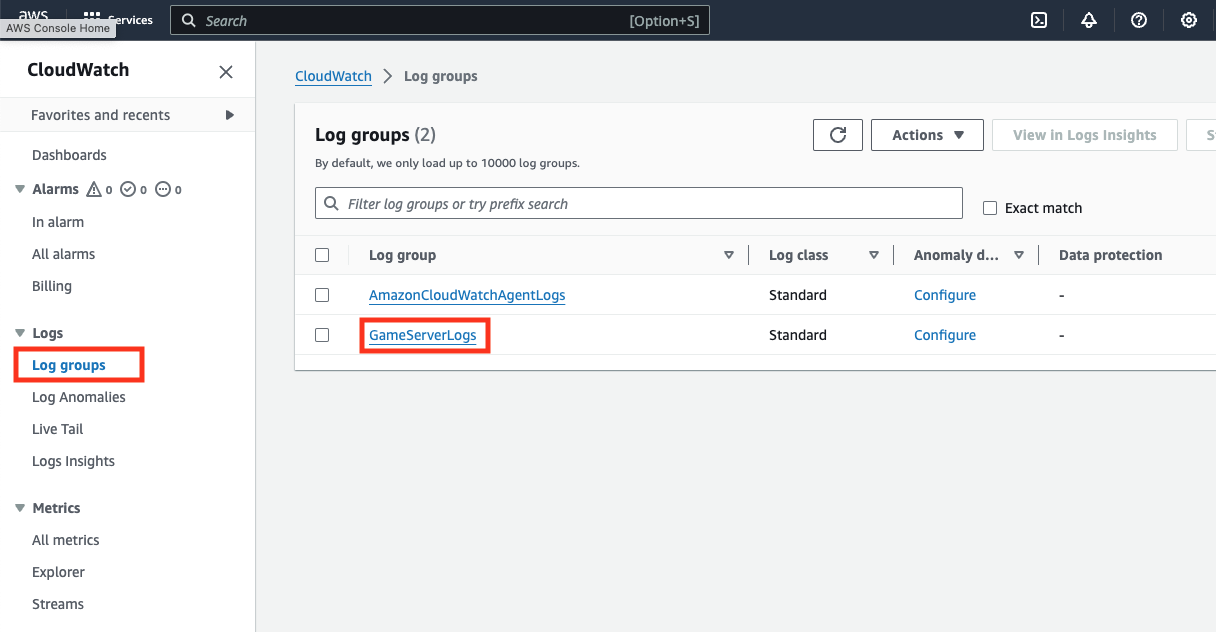 aws
Services
Search
[Option+S]
AWS Console Home
CloudWatch
Favorites and recents
Dashboards
Alarms 0 0 0
In alarm
All alarms
Billing
Logs
Log groups
Log Anomalies
Live Tail
Logs Insights
Metrics
All metrics
Explorer
Streams
CloudWatch > Log groups
Log groups (2)
By default, we only load up to 10000 log groups.
Actions
View in Logs Insights
Filter log groups or try prefix search
Exact match
Log group Log class Anomaly d... Data protection
AmazonCloudWatchAgentLogs Standard Configure -
GameServerLogs Standard Configure -